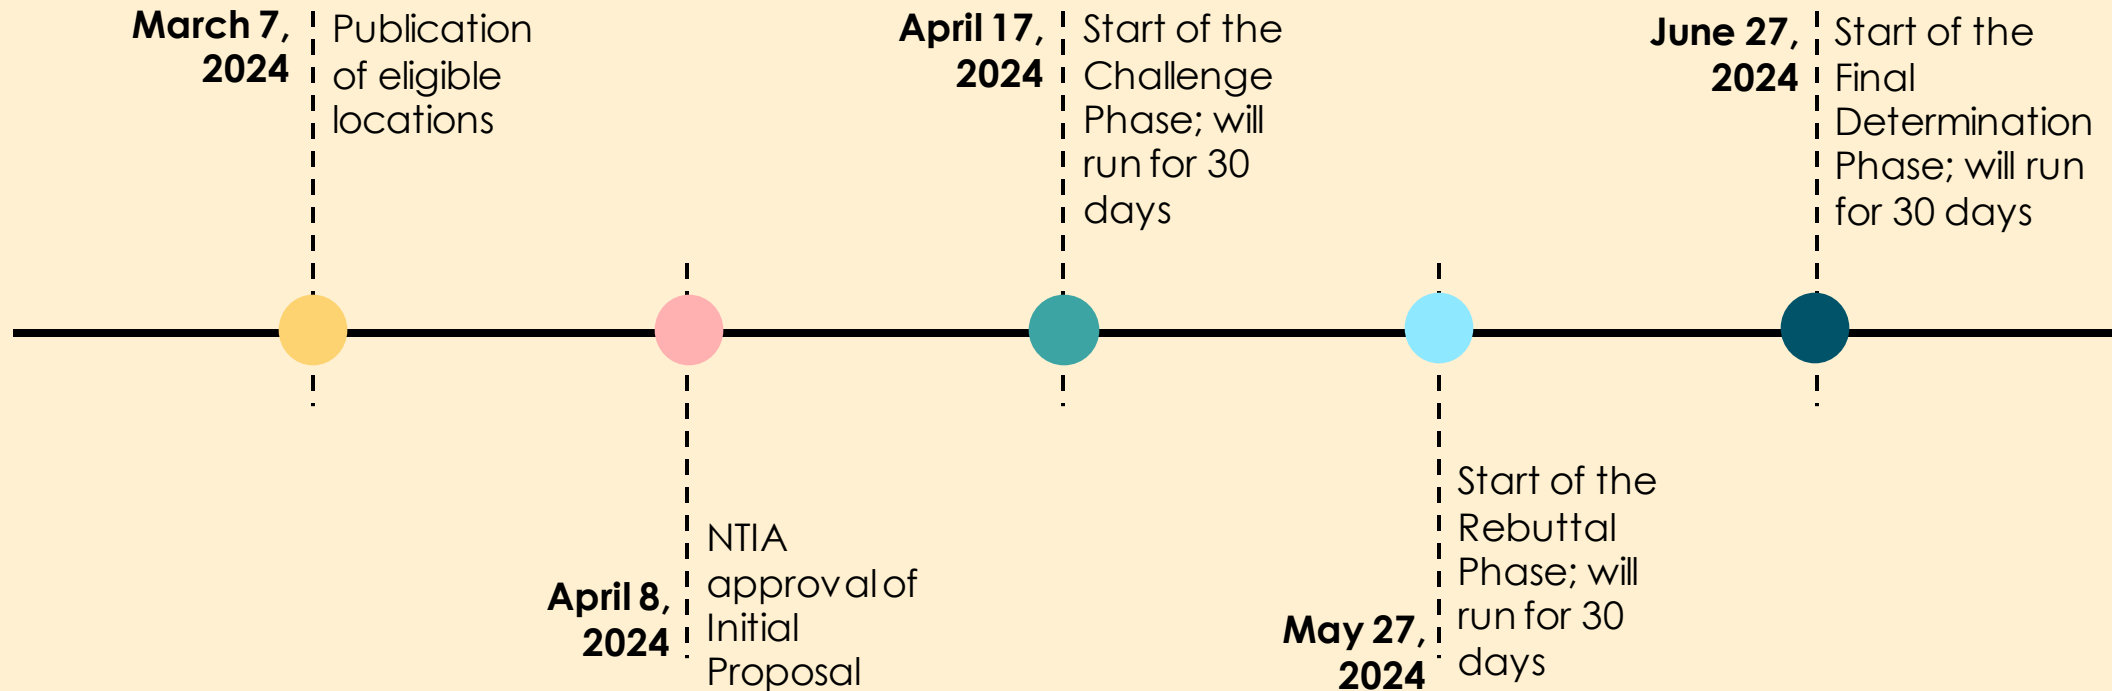 March 7,
2024
Publication
of eligible
locations
April 17,
2024
Start of the
Challenge
Phase; will
run for 30
days
June 27,
2024
Start of the
Final
Determination
Phase; will run
for 30 days
April 8,
2024
NTIA
approval of
Initial
Proposal
May 27,
2024
Start of the
Rebuttal
Phase; will
run for 30
days